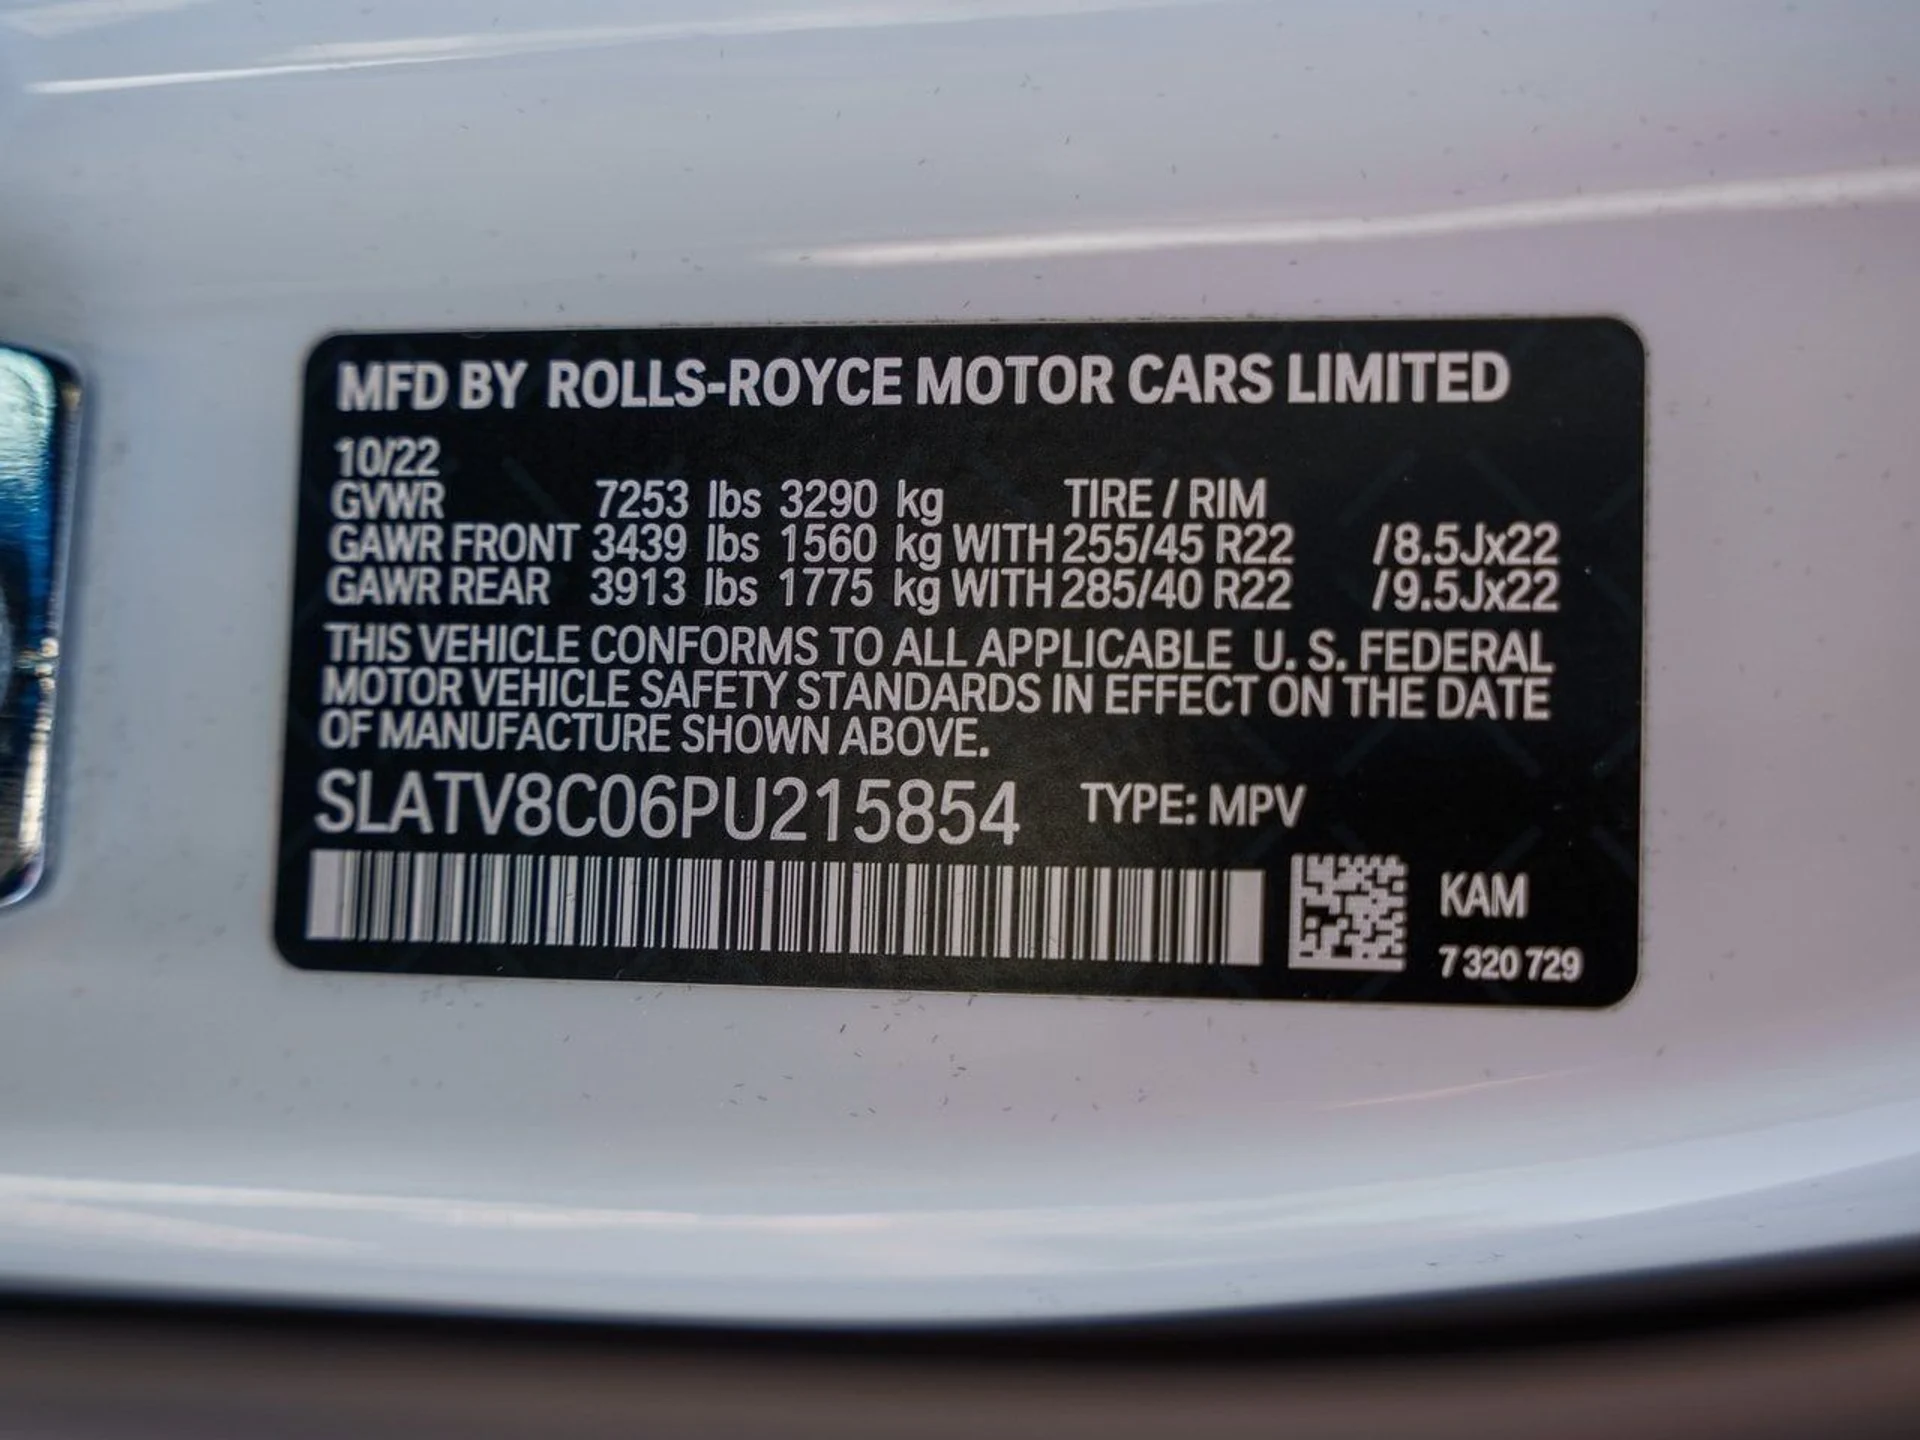 MFD BY ROLLS-ROYCE MOTOR CARS LIMITED
10/22
GVWR 7253 lbs 3290 kg TIRE / RIM
GAWR FRONT 3439 lbs 1560 kg WITH 255/45 R22 /8.5Jx22
GAWR REAR 3913 lbs 1775 kg WITH 285/40 R22 /9.5Jx22
THIS VEHICLE CONFORMS TO ALL APPLICABLE U. S. FEDERAL
MOTOR VEHICLE SAFETY STANDARDS IN EFFECT ON THE DATE
OF MANUFACTURE SHOWN ABOVE.
SLATV8C06PU215854 TYPE: MPV
KAM
7 320 729